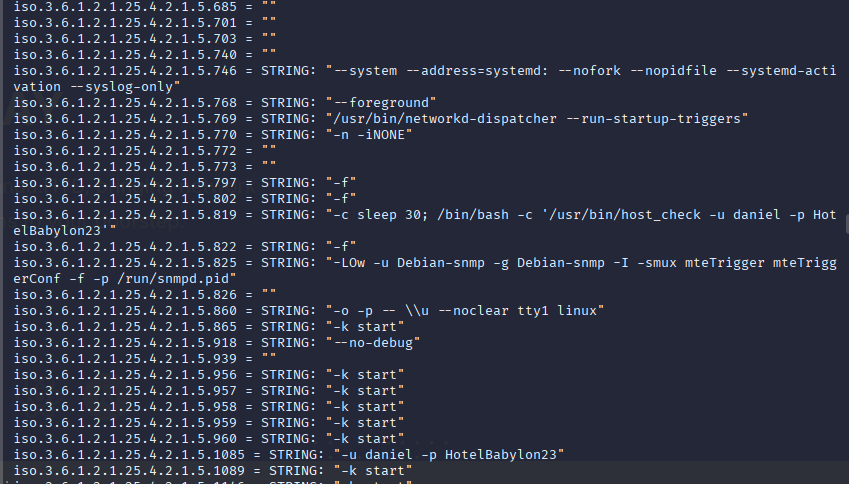 iso.3.6.1.2.1.25.4.2.1.5.685 = ""
iso.3.6.1.2.1.25.4.2.1.5.701 = ""
iso.3.6.1.2.1.25.4.2.1.5.703 = ""
iso.3.6.1.2.1.25.4.2.1.5.740 = ""
iso.3.6.1.2.1.25.4.2.1.5.746 = STRING: "--system --address=systemd: --nofork --nopidfile --systemd-acti
vation --syslog-only"
iso.3.6.1.2.1.25.4.2.1.5.768 = STRING: "--foreground"
iso.3.6.1.2.1.25.4.2.1.5.769 = STRING: "/usr/bin/networkd-dispatcher --run-startup-triggers"
iso.3.6.1.2.1.25.4.2.1.5.770 = STRING: "-n -iNONE"
iso.3.6.1.2.1.25.4.2.1.5.772 = ""
iso.3.6.1.2.1.25.4.2.1.5.773 = ""
iso.3.6.1.2.1.25.4.2.1.5.797 = STRING: "-f"
iso.3.6.1.2.1.25.4.2.1.5.802 = STRING: "-f"
iso.3.6.1.2.1.25.4.2.1.5.819 = STRING: "-c sleep 30; /bin/bash -c '/usr/bin/host_check -u daniel -p Hot
elBabylon23'"
iso.3.6.1.2.1.25.4.2.1.5.822 = STRING: "-f"
iso.3.6.1.2.1.25.4.2.1.5.825 = STRING: "-LOw -u Debian-snmp -g Debian-snmp -I -smux mteTrigger mteTrigg
erConf -f -p /run/snmpd.pid"
iso.3.6.1.2.1.25.4.2.1.5.826 = ""
iso.3.6.1.2.1.25.4.2.1.5.860 = STRING: "-o -p -- \\u --noclear tty1 linux"
iso.3.6.1.2.1.25.4.2.1.5.865 = STRING: "-k start"
iso.3.6.1.2.1.25.4.2.1.5.918 = STRING: "--no-debug"
iso.3.6.1.2.1.25.4.2.1.5.939 = ""
iso.3.6.1.2.1.25.4.2.1.5.956 = STRING: "-k start"
iso.3.6.1.2.1.25.4.2.1.5.957 = STRING: "-k start"
iso.3.6.1.2.1.25.4.2.1.5.958 = STRING: "-k start"
iso.3.6.1.2.1.25.4.2.1.5.959 = STRING: "-k start"
iso.3.6.1.2.1.25.4.2.1.5.960 = STRING: "-k start"
iso.3.6.1.2.1.25.4.2.1.5.1085 = STRING: "-u daniel -p HotelBabylon23"
iso.3.6.1.2.1.25.4.2.1.5.1089 = STRING: "-k start"